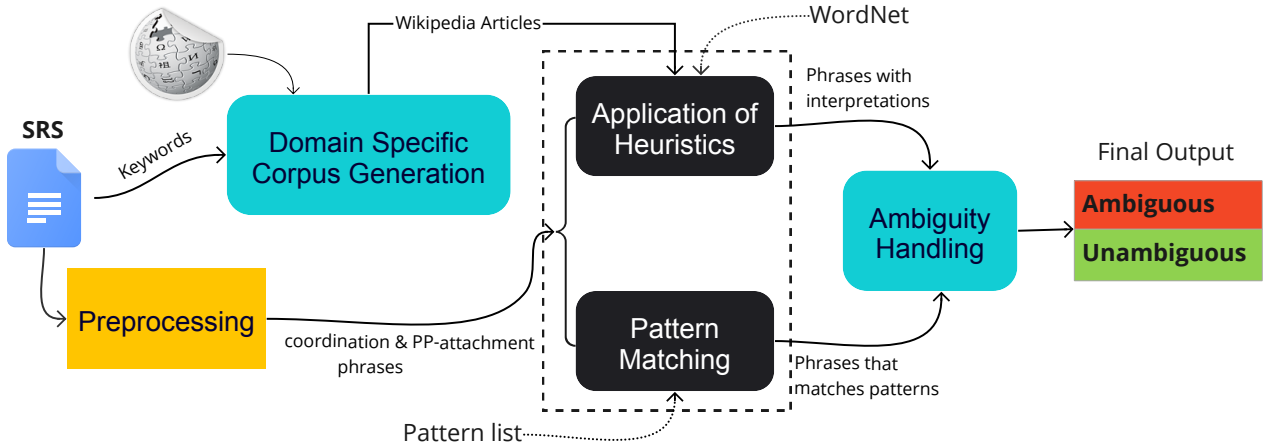 Wikipedia Articles
WordNet
SRS
Keywords
Domain Specific
Corpus Generation
Application of
Heuristics
Phrases with
interpretations
Final Output
Ambiguous
Unambiguous
Ambiguity
Handling
Preprocessing
coordination & PP-attachment
phrases
Pattern
Matching
Phrases that
matches patterns
Pattern list